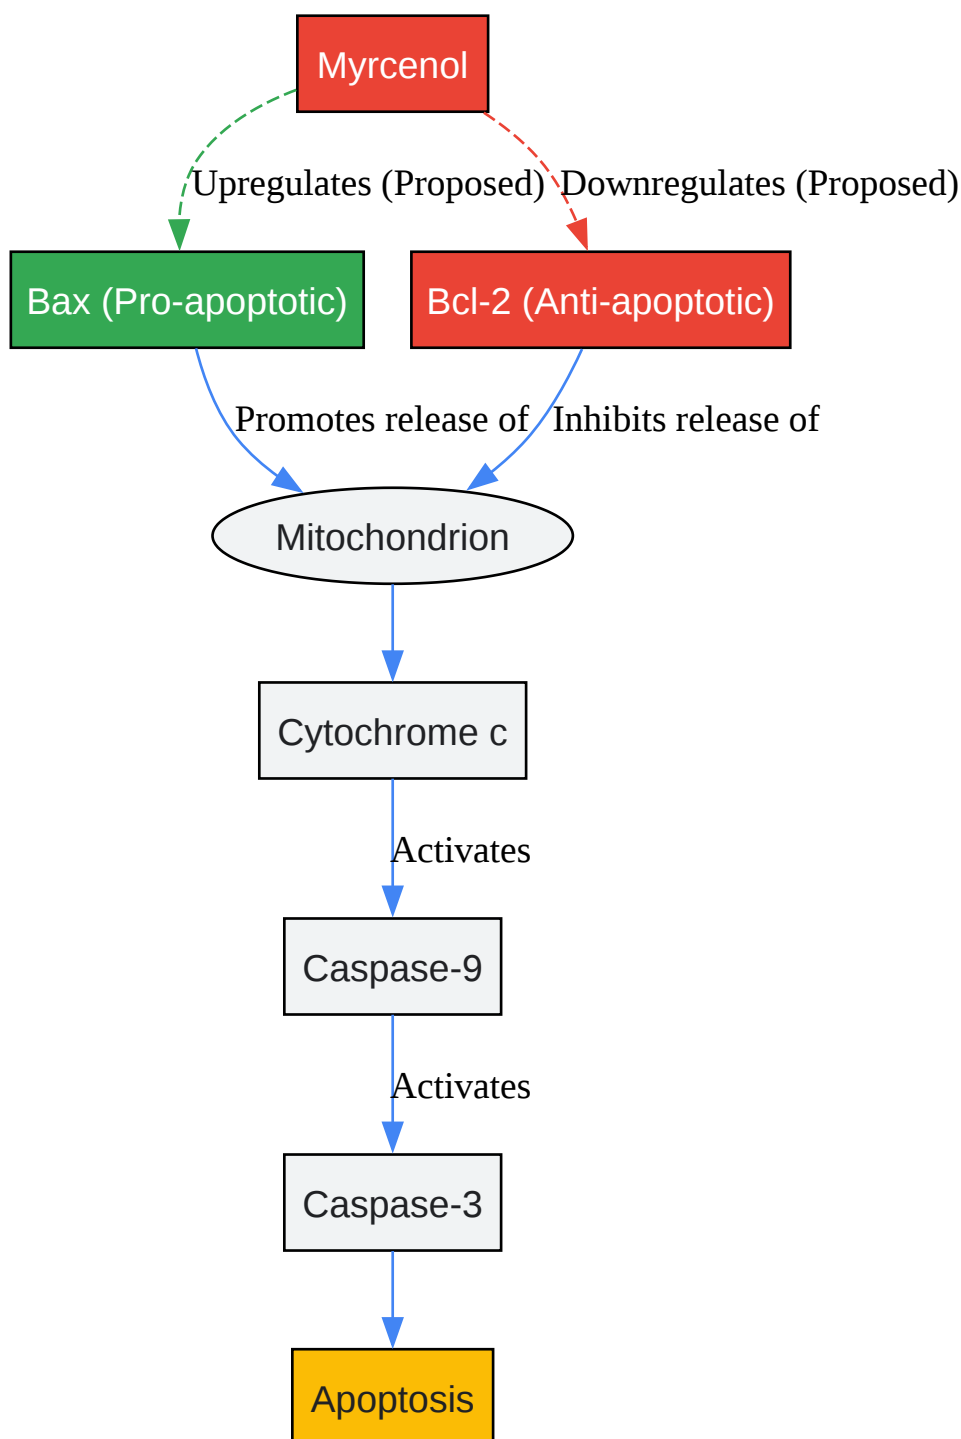 Myrcenol
Upregulates (Proposed)
Downregulates (Proposed)
Bax (Pro-apoptotic)
Bcl-2 (Anti-apoptotic)
Promotes release of
Inhibits release of
Mitochondrion
Cytochrome c
Activates
Caspase-9
Activates
Caspase-3
Apoptosis